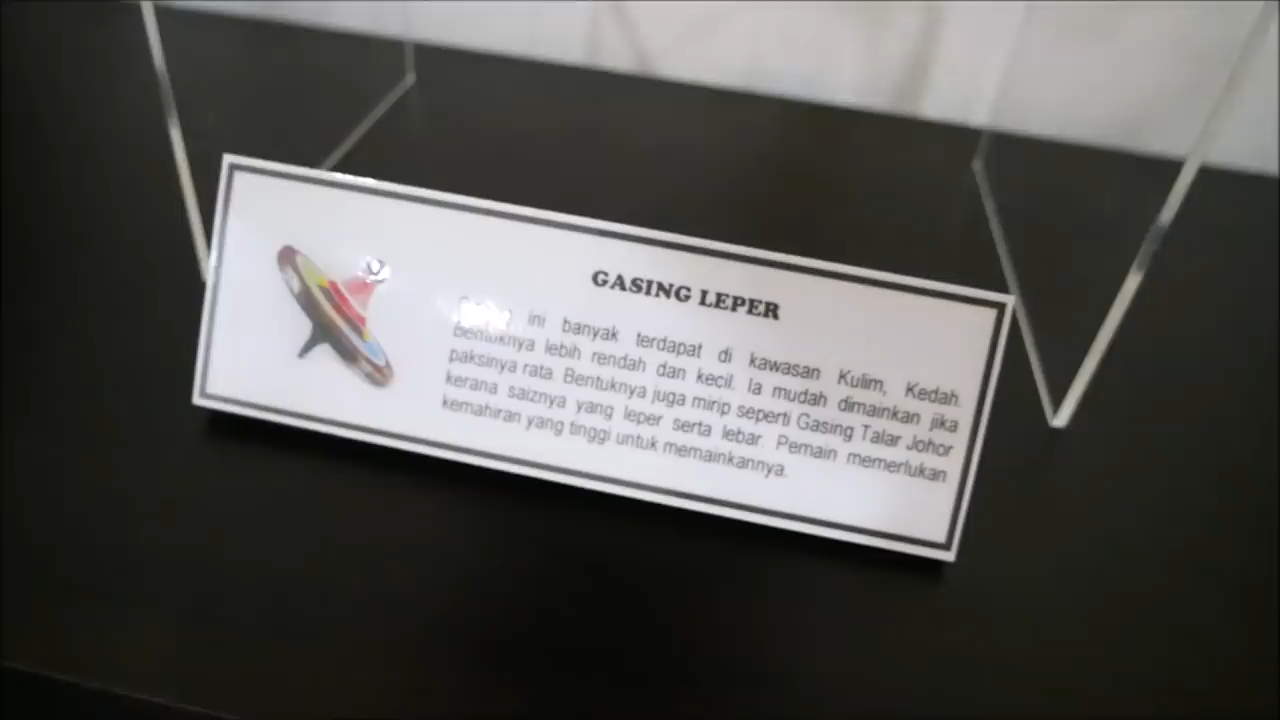 GASING LEPER
ini banyak terdapat di kawasan Kulim, Kedah.
Bentuknya lebih rendah dan kecil. Ia mudah dimainkan jika
paksinya rata. Bentuknya juga mirip seperti Gasing Talar Johor
kerana saiznya yang leper serta lebar. Pemain memerlukan
kemahiran yang tinggi untuk memainkannya.